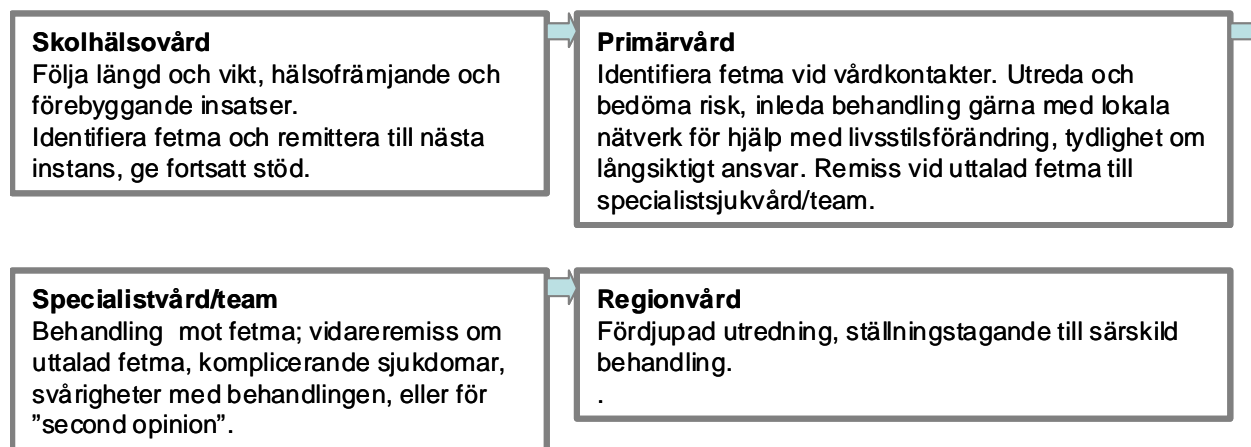 Skolhälsovård
Följa längd och vikt, hälsofrämjande och
förebyggande insatser.
Identifiera fetma och remittera till nästa
instans, ge fortsatt stöd.
Primärvård
Identifiera fetma vid vårdkontakter. Utreda och
bedöma risk, inleda behandling gärna med lokala
nätverk för hjälp med livsstilsförändring, tydlighet om
långsiktigt ansvar. Remiss vid uttalad fetma till
specialistsjukvård/team.
Specialistvård/team
Behandling mot fetma; vidareremiss om
uttalad fetma, komplicerande sjukdomar,
svårigheter med behandlingen, eller för
”second opinion”.
Regionvård
Fördjupad utredning, ställningstagande till särskild
behandling.
.